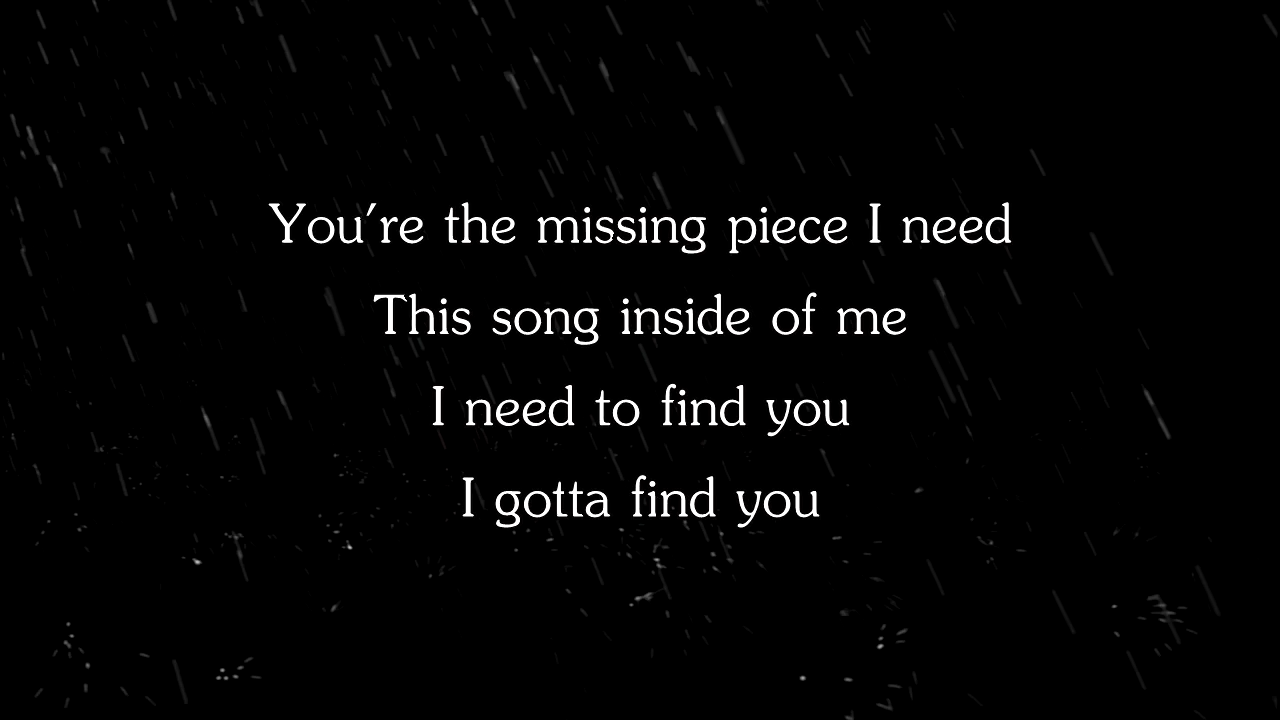 You're the missing piece I need
This song inside of me
I need to find you
I gotta find you